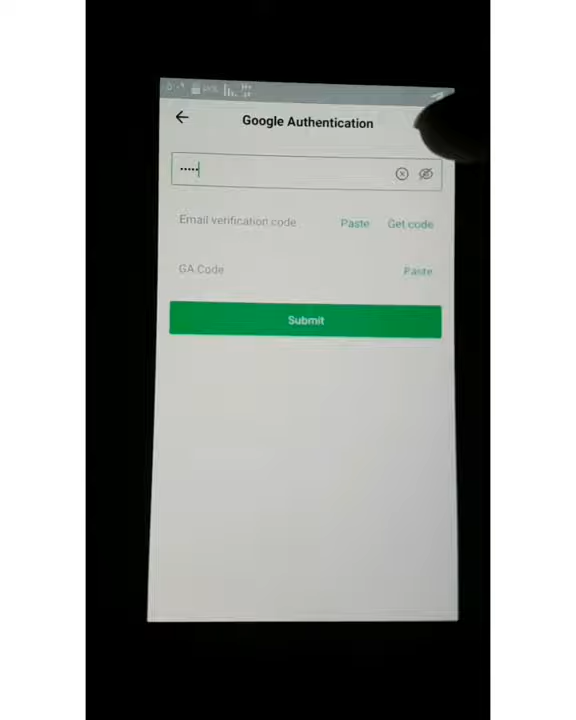 Google Authentication
•••••
Email verification code Paste Get code
GA Code Paste
Submit